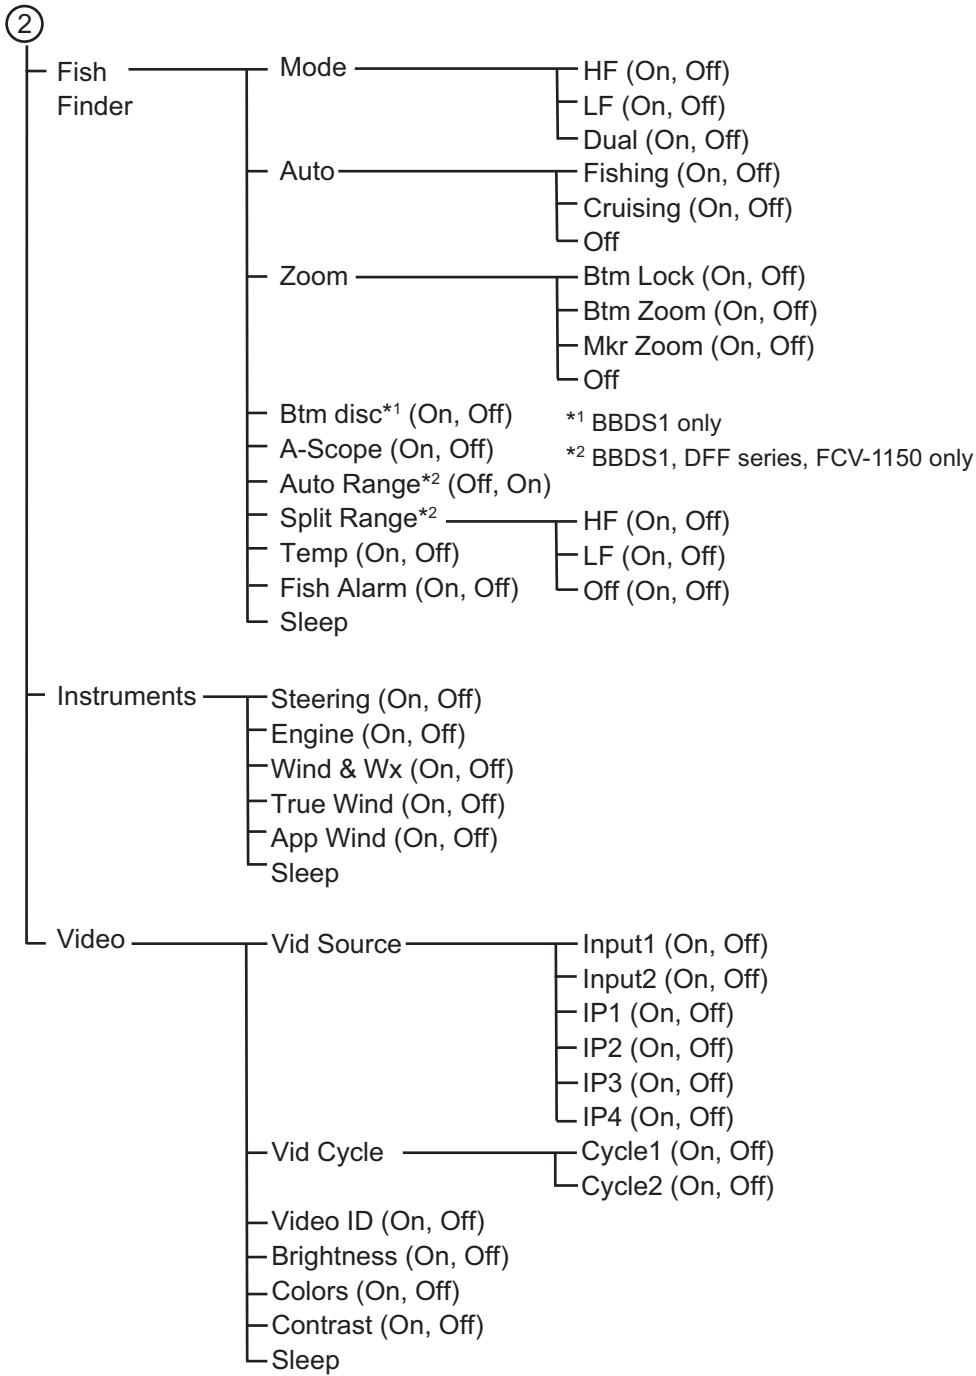 2
Fish Finder
Mode
HF (On, Off)
LF (On, Off)
Dual (On, Off)
Auto
Fishing (On, Off)
Cruising (On, Off)
Off
Zoom
Btm Lock (On, Off)
Btm Zoom (On, Off)
Mkr Zoom (On, Off)
Off
Btm disc*1 (On, Off)
*1 BBDS1 only
A-Scope (On, Off)
*2 BBDS1, DFF series, FCV-1150 only
Auto Range*2 (Off, On)
Split Range*2
HF (On, Off)
LF (On, Off)
Off (On, Off)
Temp (On, Off)
Fish Alarm (On, Off)
Sleep
Instruments
Steering (On, Off)
Engine (On, Off)
Wind & Wx (On, Off)
True Wind (On, Off)
App Wind (On, Off)
Sleep
Video
Vid Source
Input1 (On, Off)
Input2 (On, Off)
IP1 (On, Off)
IP2 (On, Off)
IP3 (On, Off)
IP4 (On, Off)
Vid Cycle
Cycle1 (On, Off)
Cycle2 (On, Off)
Video ID (On, Off)
Brightness (On, Off)
Colors (On, Off)
Contrast (On, Off)
Sleep